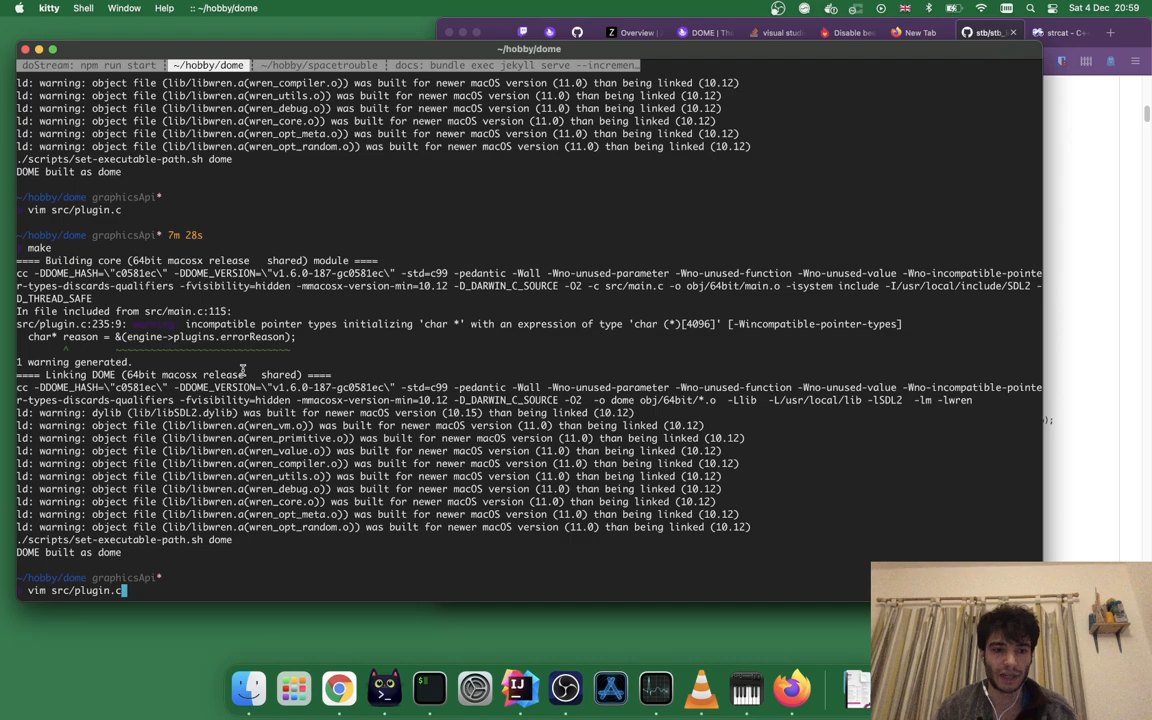 kitty Shell Window Help :: ~/hobby/dome Sat 4 Dec 20:59
Overview | DOME | The visual stu Disable be New Tab stb/stb_ strcat - C+
~/hobby/dome
doStream: npm run start ~/hobby/dome ~/hobby/spacetrouble docs: bundle exec jekyll serve --incremen…
ld: warning: object file (lib/libwren.a(wren_compiler.o)) was built for newer macOS version (11.0) than being linked (10.12)
ld: warning: object file (lib/libwren.a(wren_utils.o)) was built for newer macOS version (11.0) than being linked (10.12)
ld: warning: object file (lib/libwren.a(wren_debug.o)) was built for newer macOS version (11.0) than being linked (10.12)
ld: warning: object file (lib/libwren.a(wren_core.o)) was built for newer macOS version (11.0) than being linked (10.12)
ld: warning: object file (lib/libwren.a(wren_opt_meta.o)) was built for newer macOS version (11.0) than being linked (10.12)
ld: warning: object file (lib/libwren.a(wren_opt_random.o)) was built for newer macOS version (11.0) than being linked (10.12)
./scripts/set-executable-path.sh dome
DOME built as dome
~/hobby/dome graphicsApi*
vim src/plugin.c
~/hobby/dome graphicsApi* 7m 28s
make
==== Building core (64bit macosx release shared) module ====
cc -DDOME_HASH=\"c0581ec\" -DDOME_VERSION=\"v1.6.0-187-gc0581ec\" -std=c99 -pedantic -Wall -Wno-unused-parameter -Wno-unused-function -Wno-unused-value -Wno-incompatible-pointe
r-types-discards-qualifiers -fvisibility=hidden -mmacosx-version-min=10.12 -D_DARWIN_C_SOURCE -O2 -c src/main.c -o obj/64bit/main.o -isystem include -I/usr/local/include/SDL2 -
D_THREAD_SAFE
In file included from src/main.c:115:
src/plugin.c:235:9: warning incompatible pointer types initializing 'char *' with an expression of type 'char (*)[4096]' [-Wincompatible-pointer-types]
char* reason = &(engine->plugins.errorReason);
^ ~~~~~~~~~~~~~~~~~~~~~~~~~~~~~~
1 warning generated.
==== Linking DOME (64bit macosx release shared) ====
cc -DDOME_HASH=\"c0581ec\" -DDOME_VERSION=\"v1.6.0-187-gc0581ec\" -std=c99 -pedantic -Wall -Wno-unused-parameter -Wno-unused-function -Wno-unused-value -Wno-incompatible-pointe
r-types-discards-qualifiers -fvisibility=hidden -mmacosx-version-min=10.12 -D_DARWIN_C_SOURCE -O2 -o dome obj/64bit/*.o -Llib -L/usr/local/lib -lSDL2 -lm -lwren
ld: warning: dylib (lib/libSDL2.dylib) was built for newer macOS version (10.15) than being linked (10.12)
ld: warning: object file (lib/libwren.a(wren_vm.o)) was built for newer macOS version (11.0) than being linked (10.12)
ld: warning: object file (lib/libwren.a(wren_primitive.o)) was built for newer macOS version (11.0) than being linked (10.12)
ld: warning: object file (lib/libwren.a(wren_value.o)) was built for newer macOS version (11.0) than being linked (10.12)
ld: warning: object file (lib/libwren.a(wren_compiler.o)) was built for newer macOS version (11.0) than being linked (10.12)
ld: warning: object file (lib/libwren.a(wren_utils.o)) was built for newer macOS version (11.0) than being linked (10.12)
ld: warning: object file (lib/libwren.a(wren_debug.o)) was built for newer macOS version (11.0) than being linked (10.12)
ld: warning: object file (lib/libwren.a(wren_core.o)) was built for newer macOS version (11.0) than being linked (10.12)
ld: warning: object file (lib/libwren.a(wren_opt_meta.o)) was built for newer macOS version (11.0) than being linked (10.12)
ld: warning: object file (lib/libwren.a(wren_opt_random.o)) was built for newer macOS version (11.0) than being linked (10.12)
./scripts/set-executable-path.sh dome
DOME built as dome
~/hobby/dome graphicsApi*
vim src/plugin.c
);